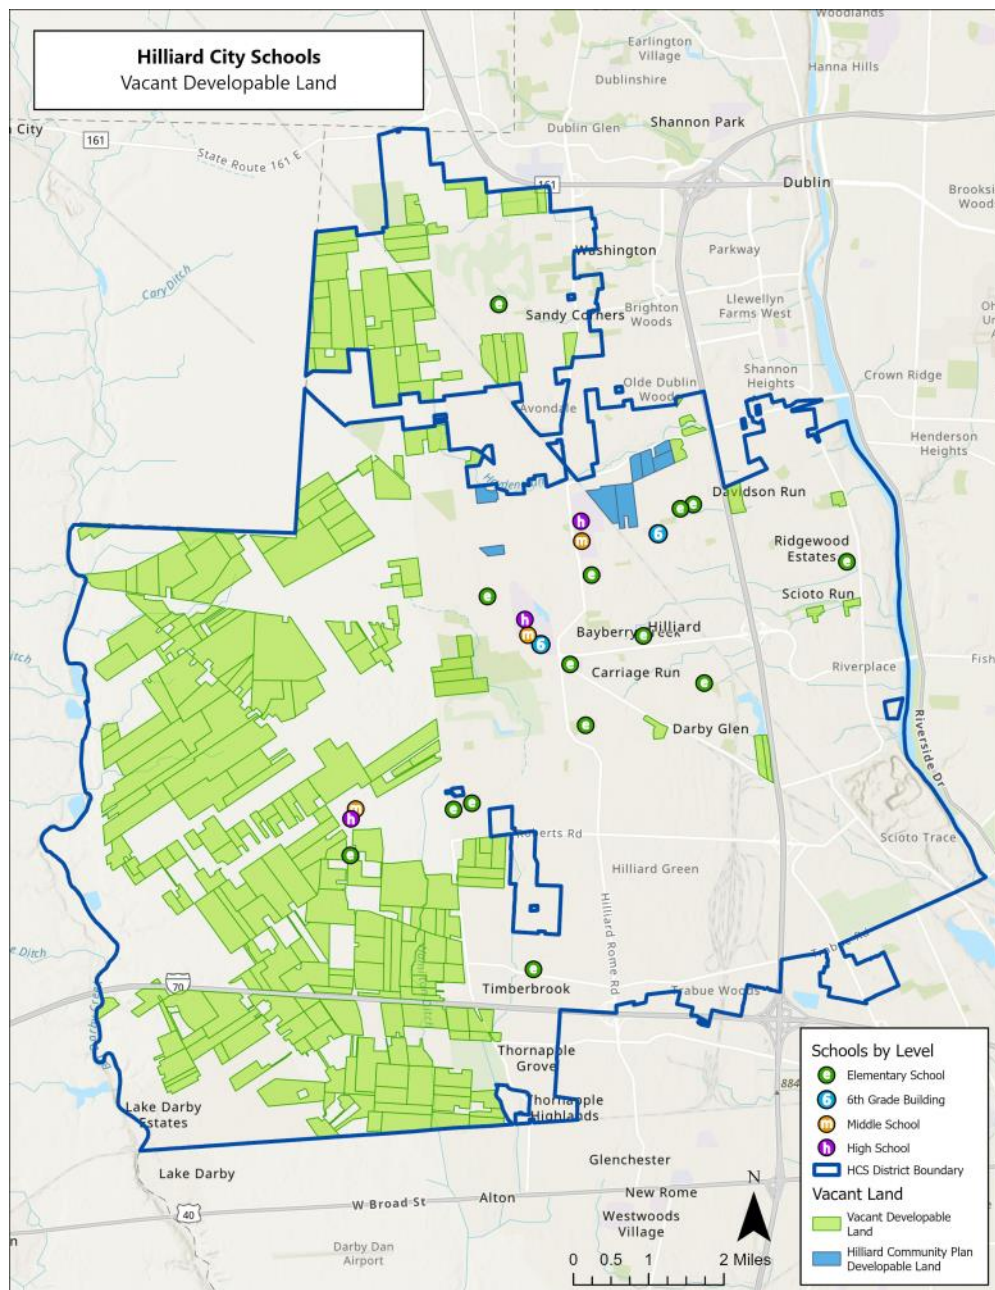 Hilliard City Schools
Vacant Developable Land
Woodlands
Earlington
Village
Hanna Hills
Dublinshire
City
161
State Route 161 E
Dublin Glen
Shannon Park
161
Dublin
Washington
Parkway
Cary Ditch
Sandy Corners
Brighton
Woods
Llewellyn
Farms West
Olde Dublin
Woods
Shannon
Heights
Crown Ridge
Avondale
Henderson
Heights
e
e
e
Davidson Run
h
m
6
Ridgewood
Estates
e
e
e
Scioto Run
h
m
6
Bayberry Creek
e
Hilliard
e
Carriage Run
e
Riverplace
Fish
Riverside Dr
e
Darby Glen
m
h
e
e
e
Roberts Rd
Scioto Trace
Hilliard Green
Hilliard Rome Rd
Trabue Rd
e Ditch
70
e
Timberbrook
Trabue Woods
Thornapple
Grove
Thornapple
Highlands
Lake Darby
Estates
Lake Darby
Glenchester
40
W Broad St
Alton
New Rome
Westwoods
Village
Darby Dan
Airport
N
0 0.5 1 2 Miles
884
Schools by Level
e Elementary School
6 6th Grade Building
m Middle School
h High School
HCS District Boundary
Vacant Land
Vacant Developable
Land
Hilliard Community Plan
Developable Land